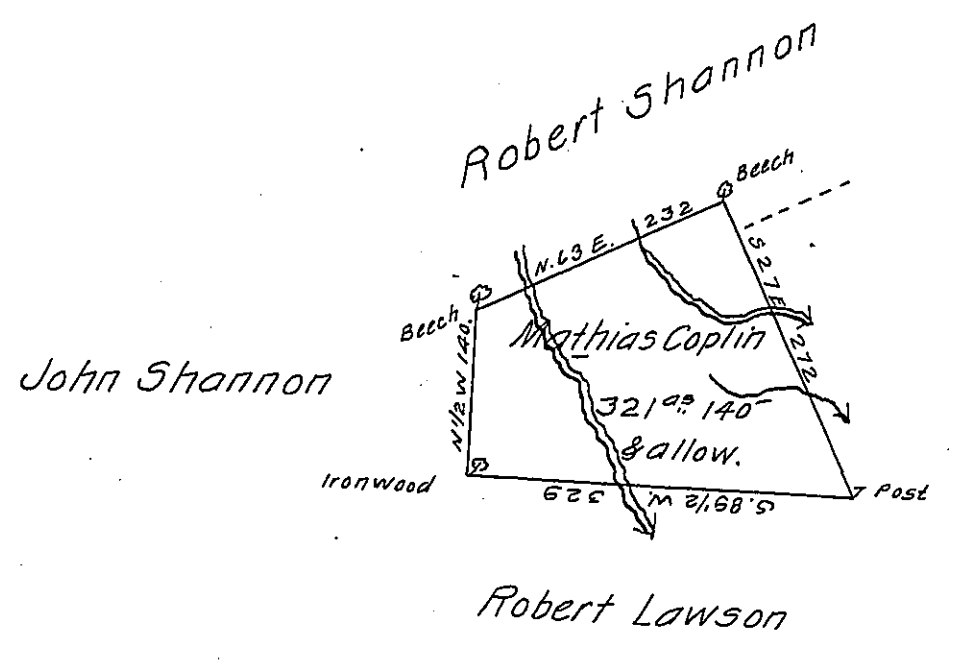 Robert Shannon
Beech
N. 63 E. 232
Beech
S 27 E 272
Mathias Coplin
N 1/2 W 140.
John Shannon
321 as 140
& allow.
Ironwood
S. 89 1/2 W. 329
Post
Robert Lawson